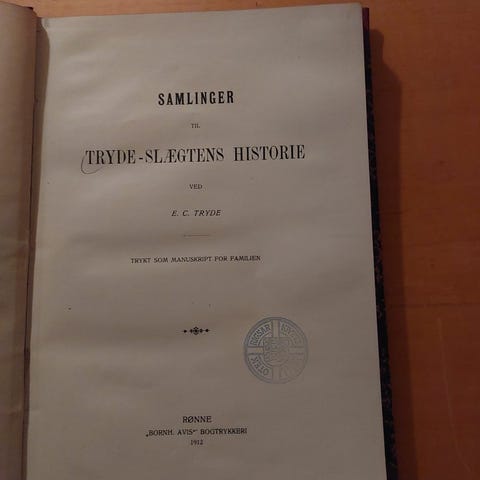 SAMLINGER
TIL
TRYDE-SLÆGTENS HISTORIE
VED
E. C. TRYDE
TRYKT SOM MANUSKRIPT FOR FAMILIEN
RØNNE
„BORNH. AVIS“ BOGTRYKKERI
1912